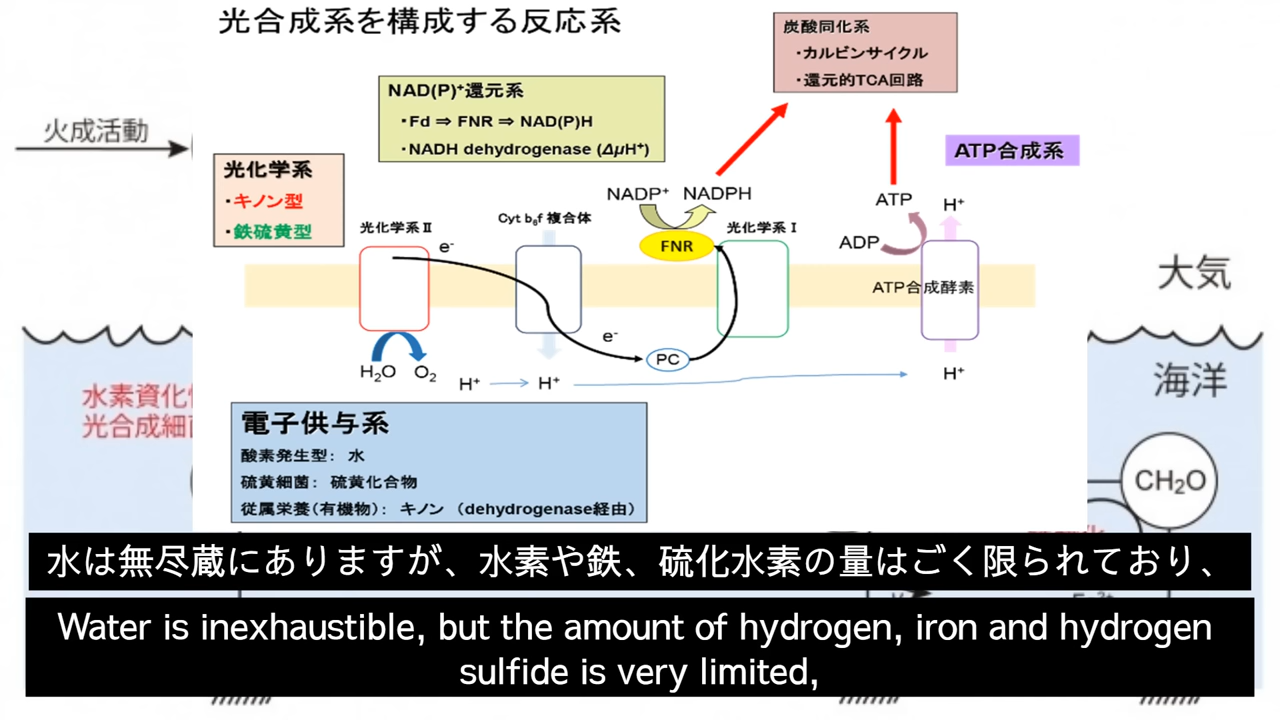 光合成系を構成する反応系
炭酸同化系
・カルビンサイクル
・還元的TCA回路
NAD(P)⁺還元系
・Fd ⇒ FNR ⇒ NAD(P)H
・NADH dehydrogenase (ΔμH⁺)
火成活動
ATP合成系
光化学系
・キノン型
・鉄硫黄型
NADP⁺ NADPH
ATP
H⁺
光化学系Ⅱ
Cyt b₆f 複合体
光化学系Ⅰ
e⁻
FNR
ADP
大気
ATP合成酵素
e⁻
PC
H₂O
O₂
H⁺
H⁺
H⁺
海洋
水素資化
光合成細
電子供与系
酸素発生型： 水
硫黄細菌： 硫黄化合物
従属栄養（有機物）： キノン （dehydrogenase経由）
CH₂O
水は無尽蔵にありますが、水素や鉄、硫化水素の量はごく限られており、
Water is inexhaustible, but the amount of hydrogen, iron and hydrogen
sulfide is very limited,